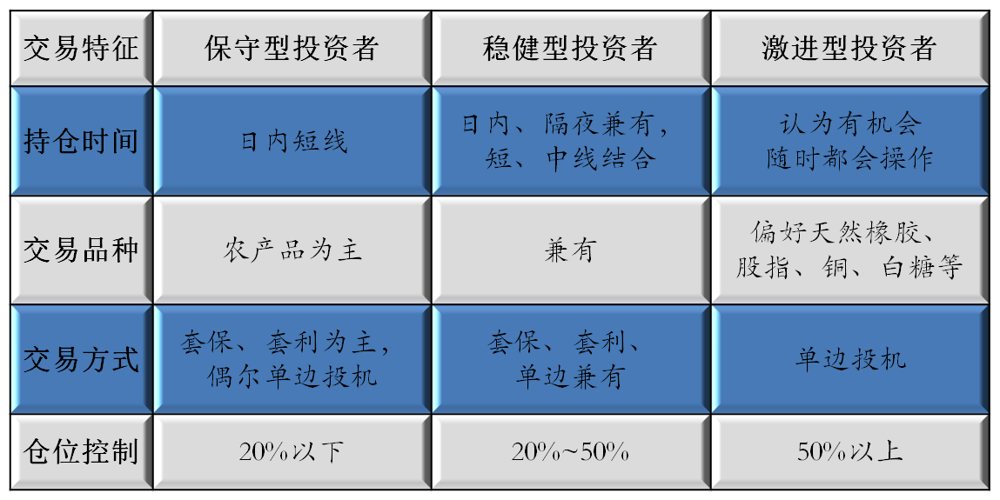 交易特征
保守型投资者
稳健型投资者
激进型投资者
持仓时间
日内短线
日内、隔夜兼有，
短、中线结合
认为有机会
随时都会操作
交易品种
农产品为主
兼有
偏好天然橡胶、
股指、铜、白糖等
交易方式
套保、套利为主，
偶尔单边投机
套保、套利、
单边兼有
单边投机
仓位控制
20%以下
20%~50%
50%以上